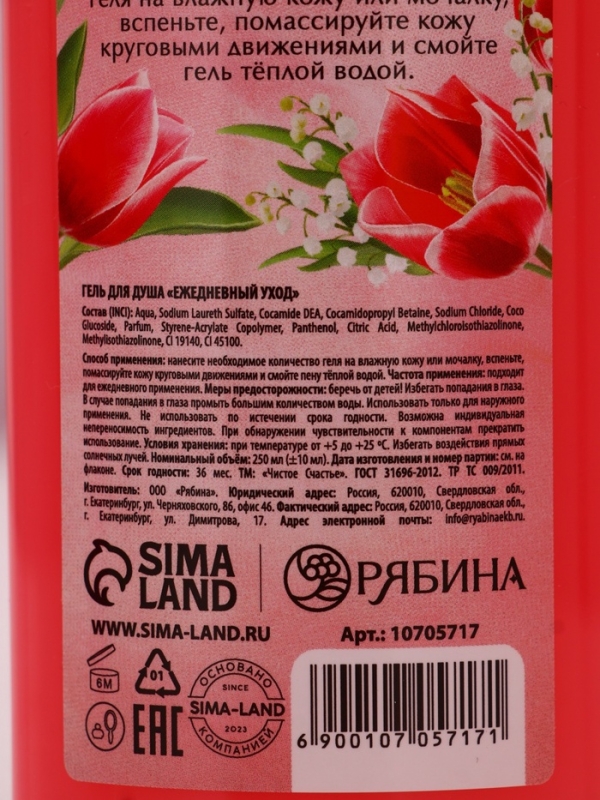 геля на влажную кожу или мочалку,
вспеньте, помассируйте кожу
круговыми движениями и смойте
гель тёплой водой.
ГЕЛЬ ДЛЯ ДУША «ЕЖЕДНЕВНЫЙ УХОД»
Состав (INCI): Aqua, Sodium Laureth Sulfate, Cocamide DEA, Cocamidopropyl Betaine, Sodium Chloride, Coco
Glucoside, Parfum, Styrene-Acrylate Copolymer, Panthenol, Citric Acid, Methylchloroisothiazolinone,
Methylisothiazolinone, CI 19140, CI 45100.
Способ применения: нанесите необходимое количество геля на влажную кожу или мочалку, вспеньте,
помассируйте кожу круговыми движениями и смойте пену тёплой водой. Частота применения: подходит
для ежедневного применения. Меры предосторожности: беречь от детей! Избегать попадания в глаза.
В случае попадания в глаза промыть большим количеством воды. Использовать только для наружного
применения. Не использовать по истечении срока годности. Возможна индивидуальная
непереносимость ингредиентов. При обнаружении чувствительности к компонентам прекратить
использование. Условия хранения: при температуре от +5 до +25 ºС. Избегать воздействия прямых
солнечных лучей. Номинальный объём: 250 мл (±10 мл). Дата изготовления и номер партии: см. на
флаконе. Срок годности: 36 мес. ТМ: «Чистое Счастье». ГОСТ 31696-2012. ТР ТС 009/2011.
Изготовитель: ООО «Рябина». Юридический адрес: Россия, 620010, Свердловская обл.,
г. Екатеринбург, ул. Черняховского, 86, офис 46. Фактический адрес: Россия, 620010, Свердловская обл.,
г. Екатеринбург, ул. Димитрова, 17. Адрес электронной почты: info@ryabinaekb.ru
SIMA
LAND
РЯБИНА
WWW.SIMA-LAND.RU
Арт.: 10705717
6M
01
EAC
ОСНОВАНО
SINCE
SIMA-LAND
2023
КОМПАНИЕЙ
6 900107 057171